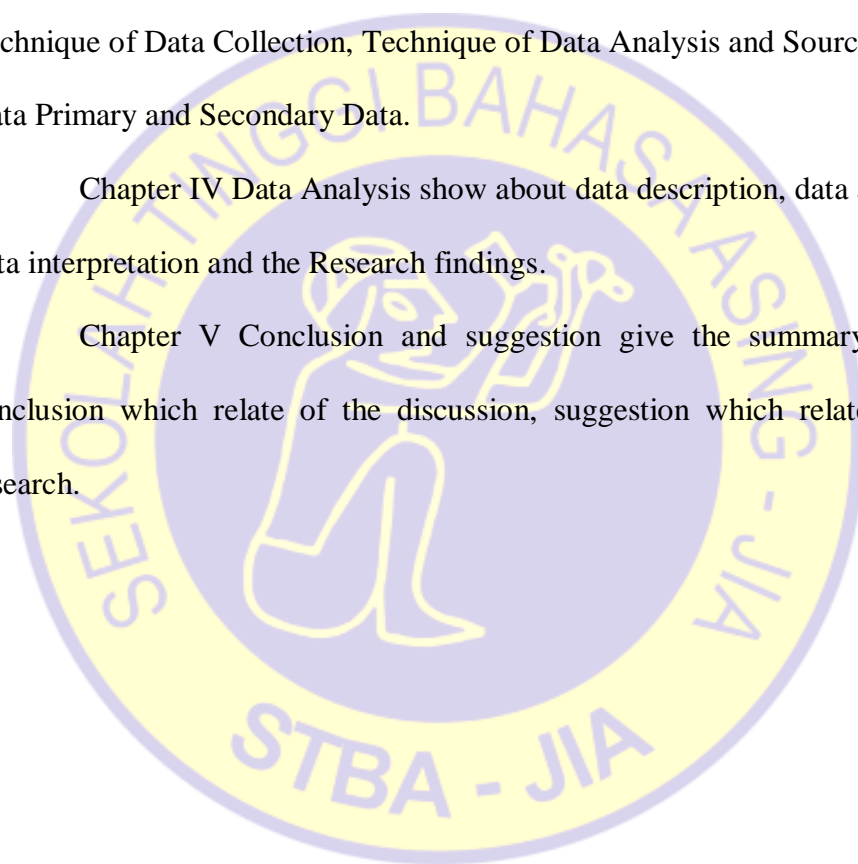 chnique of Data Collection, Technique of Data Analysis and Sourc
ata Primary and Secondary Data.
Chapter IV Data Analysis show about data description, data
ta interpretation and the Research findings.
Chapter V Conclusion and suggestion give the summary
nclusion which relate of the discussion, suggestion which relate
search.
SEKOLAH TINGGI BAHASA ASING - JIA
STBA - JIA